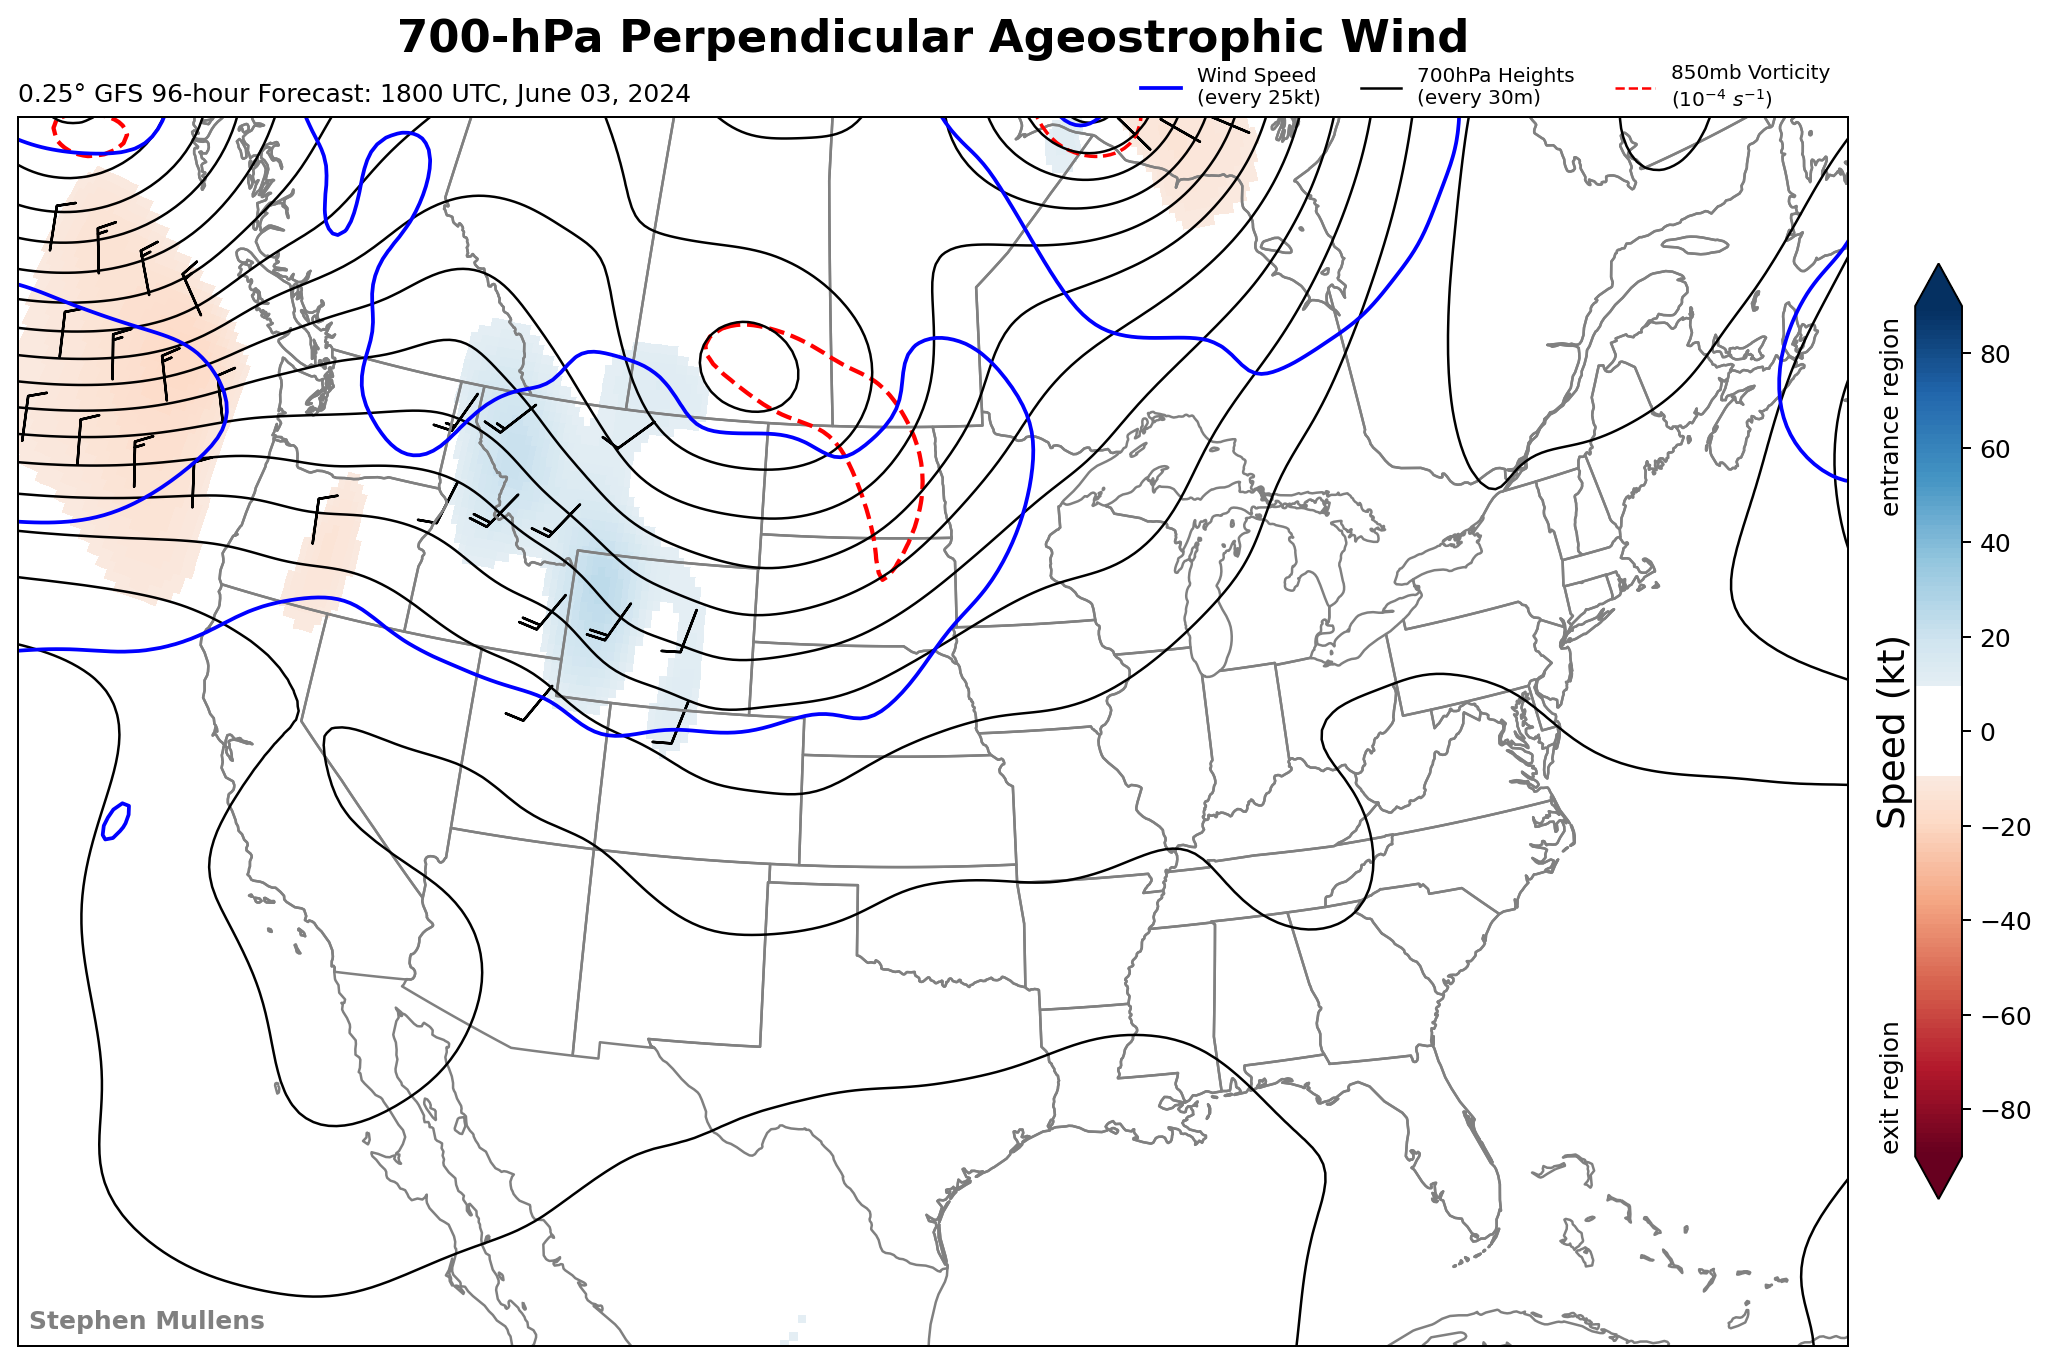 700-hPa Perpendicular Ageostrophic Wind
0.25° GFS 96-hour Forecast: 1800 UTC, June 03, 2024
Wind Speed
(every 25kt)
700hPa Heights
(every 30m)
850mb Vorticity
(10⁻⁴ s⁻¹)
entrance region
Speed (kt)
exit region
80
60
40
20
0
−20
−40
−60
−80
Stephen Mullens